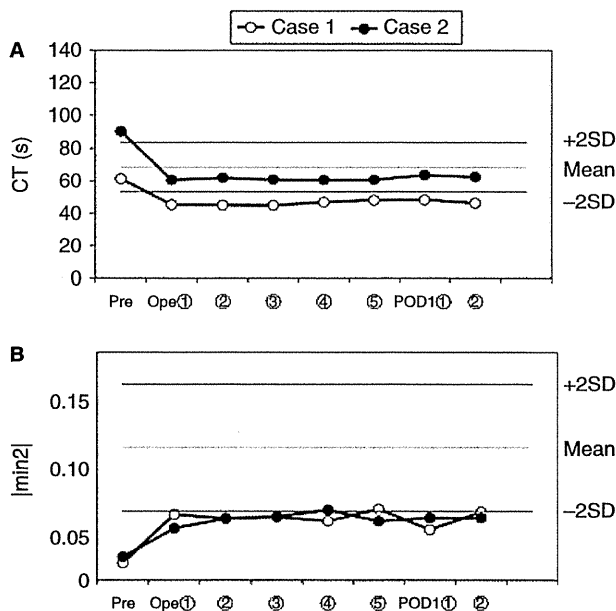 Case 1 Case 2
A
140
120
100
80
60
40
20
0
CT (s)
+2SD
Mean
−2SD
Pre Ope① ② ③ ④ ⑤ POD1① ②
B
0.15
0.10
0.05
0
|min2|
+2SD
Mean
−2SD
Pre Ope① ② ③ ④ ⑤ POD1① ②